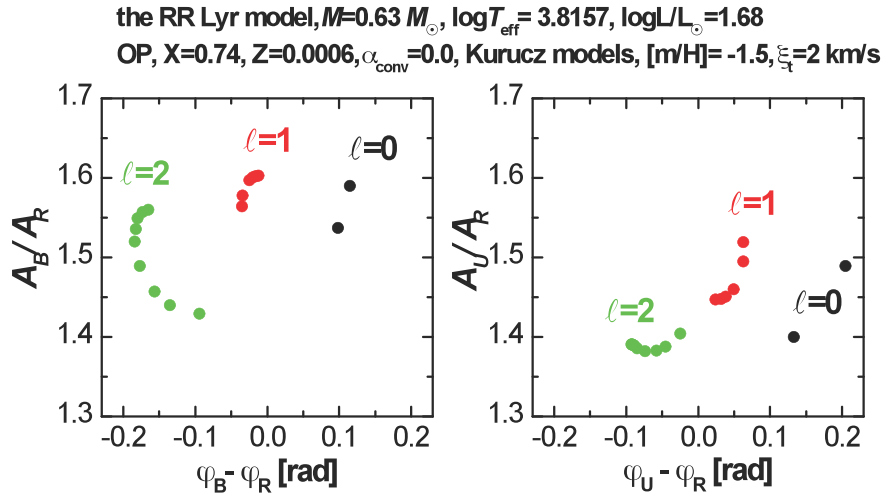 the RR Lyr model, M=0.63 M☉, logTeff= 3.8157, logL/L☉=1.68
OP, X=0.74, Z=0.0006, αconv=0.0, Kurucz models, [m/H]= -1.5, ξt=2 km/s
1.7
1.6
1.5
1.4
1.3
AB/AR
ℓ=2
ℓ=1
ℓ=0
-0.2 -0.1 0.0 0.1 0.2
φB - φR [rad]
1.7
1.6
1.5
1.4
1.3
AU/AR
ℓ=1
ℓ=0
ℓ=2
-0.2 -0.1 0.0 0.1 0.2
φU - φR [rad]